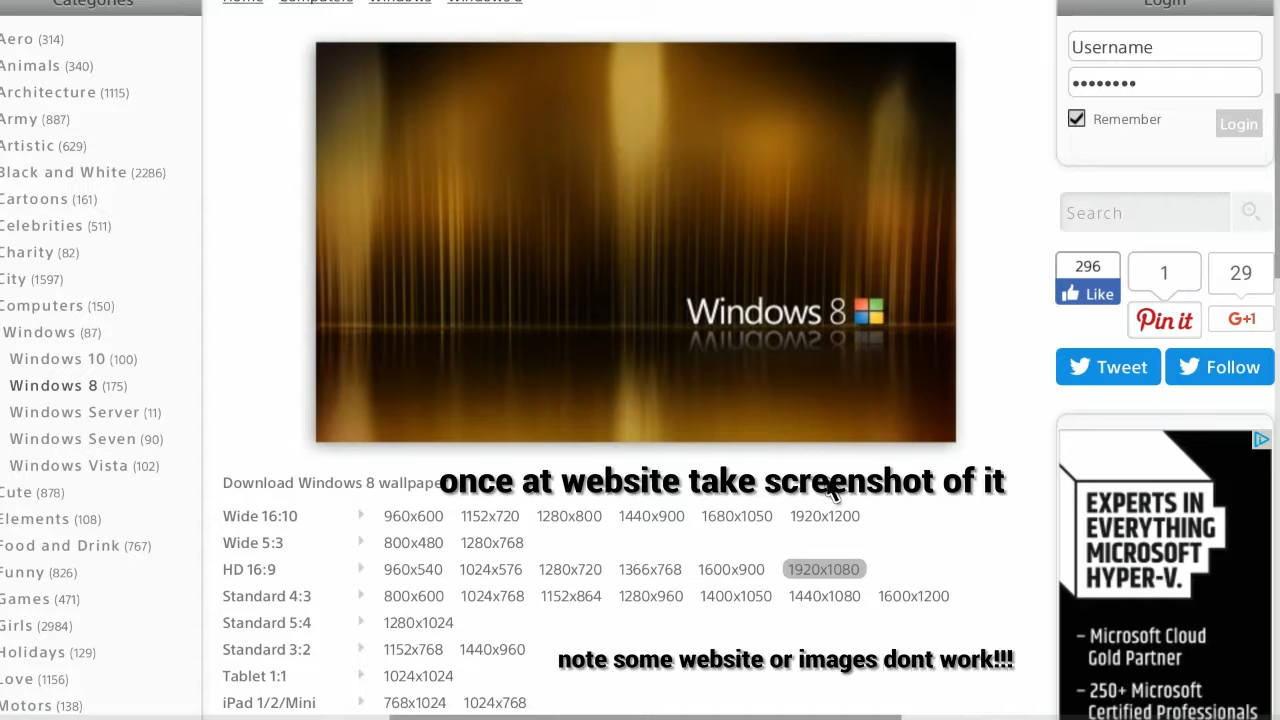 Categories
Home Computers Windows Windows 8
Login
Aero (314)
Animals (340)
Architecture (1115)
Army (887)
Artistic (629)
Black and White (2286)
Cartoons (161)
Celebrities (511)
Charity (82)
City (1597)
Computers (150)
Windows (87)
Windows 10 (100)
Windows 8 (175)
Windows Server (11)
Windows Seven (90)
Windows Vista (102)
Cute (878)
Elements (108)
Food and Drink (767)
Funny (826)
Games (471)
Girls (2984)
Holidays (129)
Love (1156)
Motors (138)
Windows 8
Windows 8
Download Windows 8 wallpape
once at website take screenshot of it
Wide 16:10 960x600 1152x720 1280x800 1440x900 1680x1050 1920x1200
Wide 5:3 800x480 1280x768
HD 16:9 960x540 1024x576 1280x720 1366x768 1600x900 1920x1080
Standard 4:3 800x600 1024x768 1152x864 1280x960 1400x1050 1440x1080 1600x1200
Standard 5:4 1280x1024
Standard 3:2 1152x768 1440x960
note some website or images dont work!!!
Tablet 1:1 1024x1024
iPad 1/2/Mini 768x1024 1024x768
Username
Remember
Login
Search
296
Like
1
Pin it
29
G+1
Tweet
Follow
EXPERTS IN
EVERYTHING
MICROSOFT
HYPER-V.
– Microsoft Cloud
Gold Partner
– 250+ Microsoft
Certified Professionals